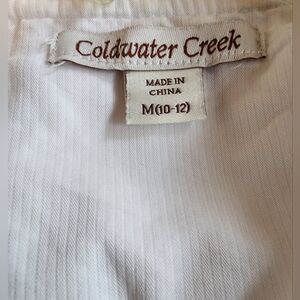 Coldwater Creek
MADE IN
CHINA
M(10-12)